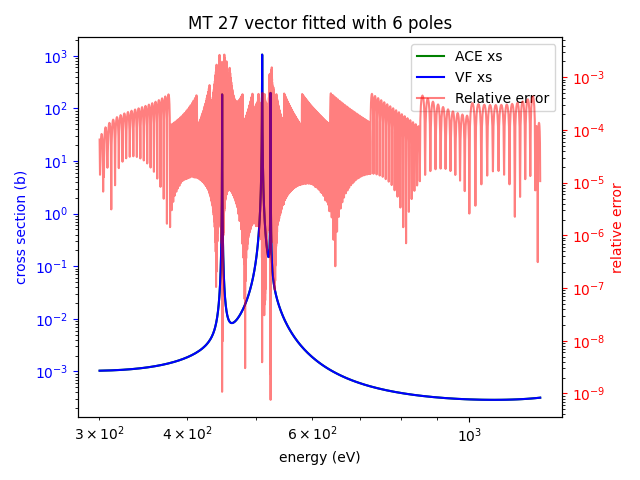 MT 27 vector fitted with 6 poles
ACE xs
VF xs
Relative error
10³
10²
10¹
10⁰
10⁻¹
10⁻²
10⁻³
cross section (b)
10⁻³
10⁻⁴
10⁻⁵
10⁻⁶
10⁻⁷
10⁻⁸
10⁻⁹
relative error
3 × 10² 4 × 10² 6 × 10² 10³
energy (eV)